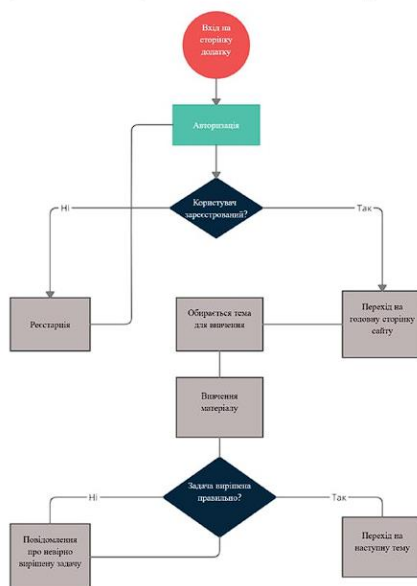 Вхід на
сторінку
додатку
Авторизація
Користувач
зареєстрований?
Ні
Так
Реєстарція
Обирається тема
для вивчення
Перехід на
головну сторінку
сайту
Вивчення
матеріалу
Задача вирішена
правильно?
Ні
Так
Повідомлення
про невірно
вирішену задачу
Перехід на
наступну тему